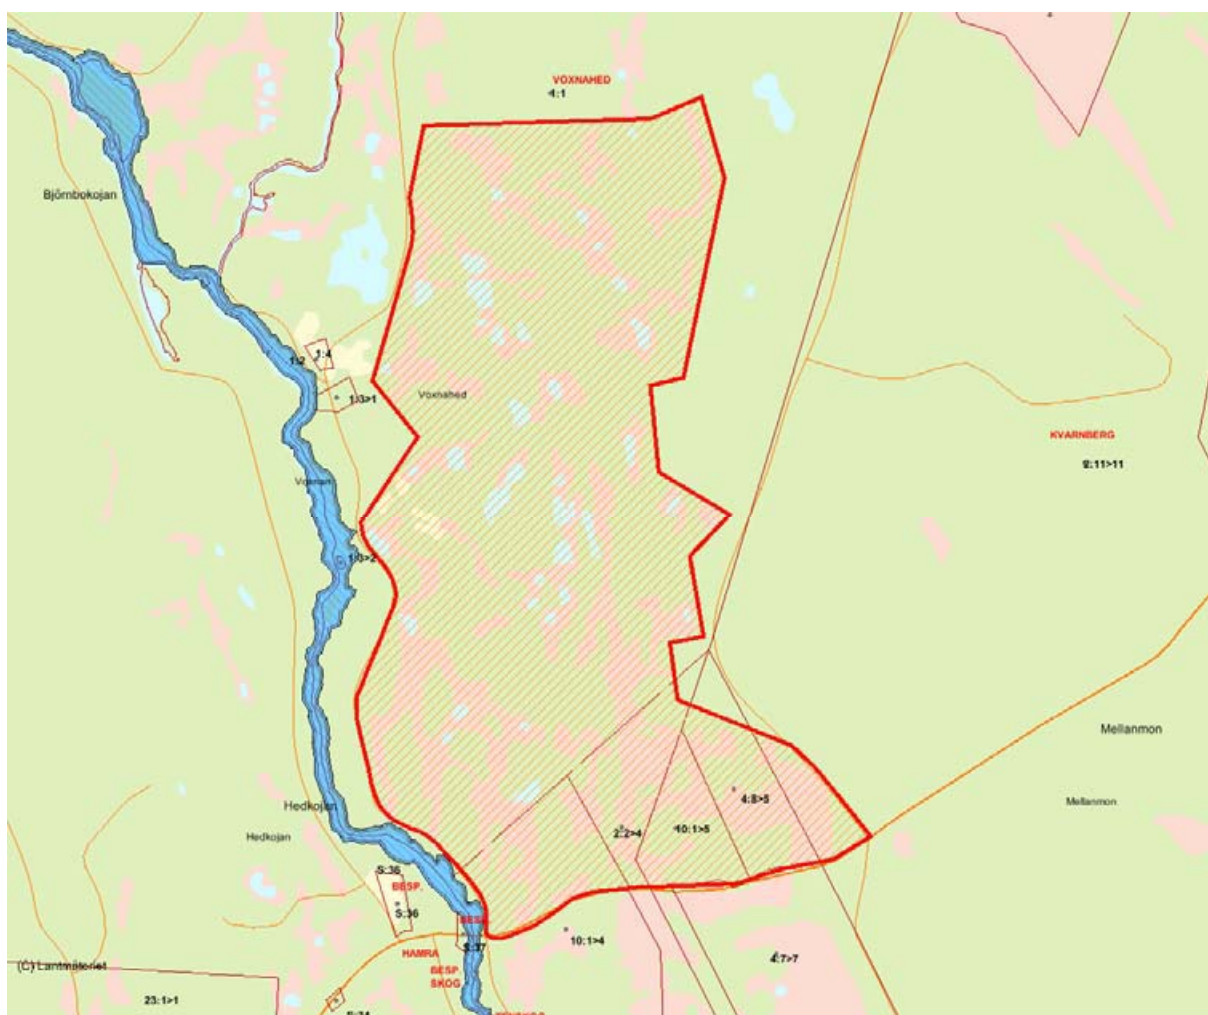 VOXNAHED
4:1
Björnbokojan
1:2
1:4
1:3>1
Voxnahed
KVARNBERG
2:11>11
Voxnan
1:3>2
Mellanmon
Mellanmon
Hedkojan
Hedkojan
4:8>5
2:2>4
10:1>5
S:36
BESP.
S:36
BES
S:37
10:1>4
HAMRA
BESP.
SKOG
4:7>7
(C) Lantmäteriet
23:1>1